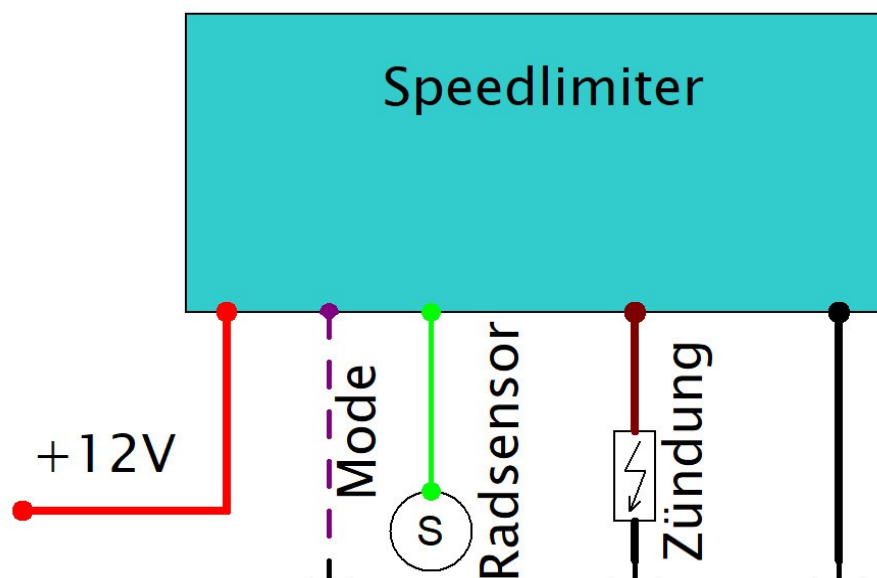 Speedlimiter
+12V
Mode
S
Radsensor
Zündung